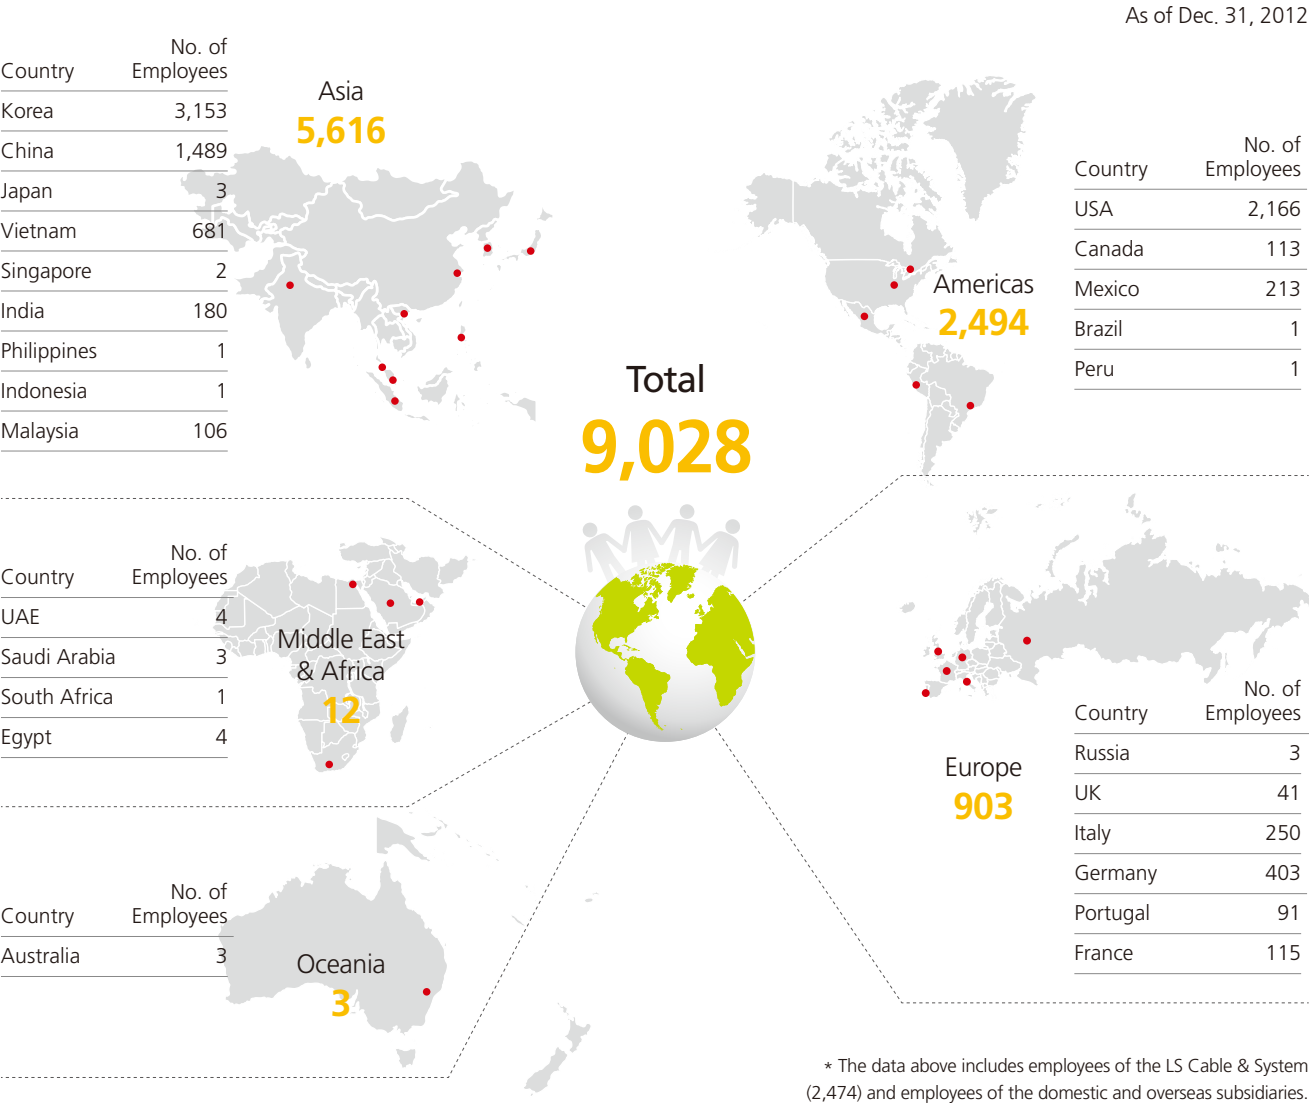 As of Dec. 31, 2012
No. of
Country Employees
Korea 3,153
China 1,489
Japan 3
Vietnam 681
Singapore 2
India 180
Philippines 1
Indonesia 1
Malaysia 106
Asia
5,616
No. of
Country Employees
USA 2,166
Canada 113
Mexico 213
Brazil 1
Peru 1
Americas
2,494
Total
9,028
No. of
Country Employees
UAE 4
Saudi Arabia 3
South Africa 1
Egypt 4
Middle East
& Africa
12
No. of
Country Employees
Russia 3
UK 41
Italy 250
Germany 403
Portugal 91
France 115
Europe
903
No. of
Country Employees
Australia 3
Oceania
3
* The data above includes employees of the LS Cable & System
(2,474) and employees of the domestic and overseas subsidiaries.